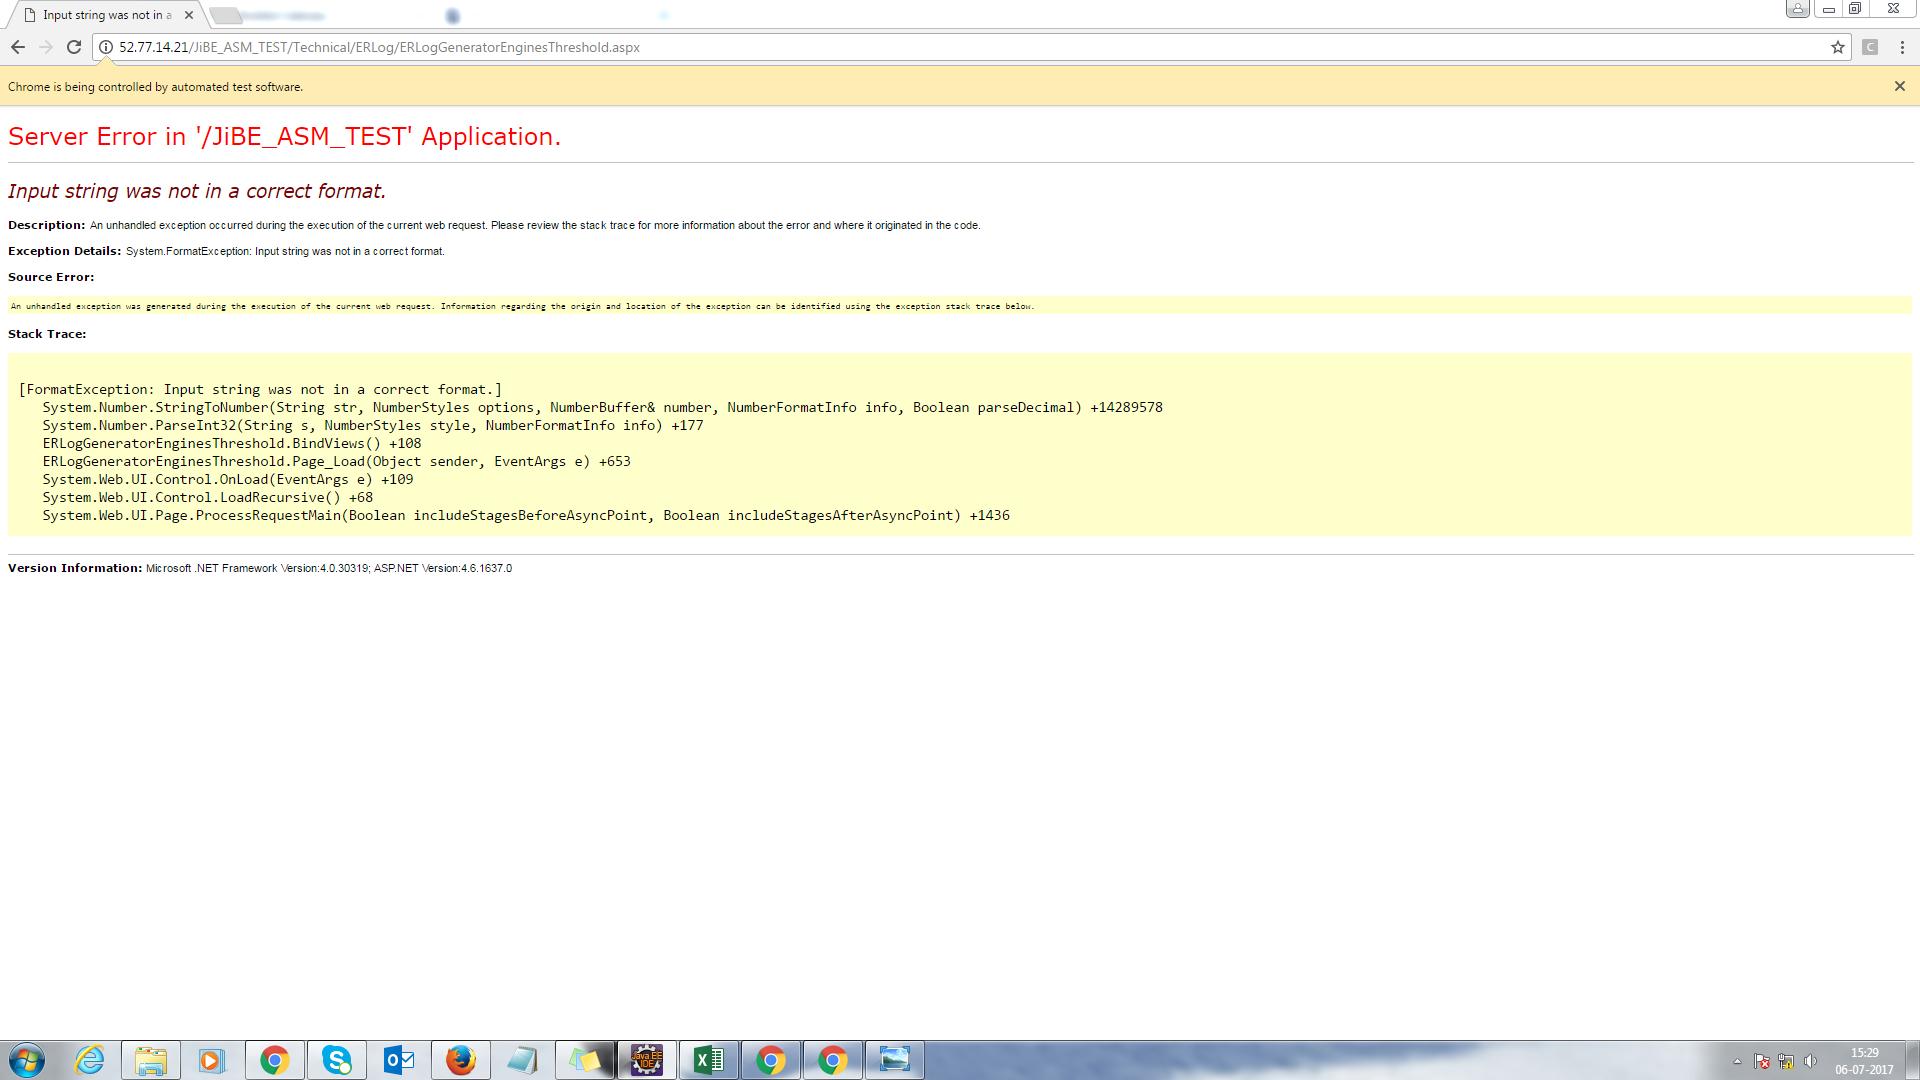 Input string was not in a
52.77.14.21/JiBE_ASM_TEST/Technical/ERLog/ERLogGeneratorEnginesThreshold.aspx
C
Chrome is being controlled by automated test software.
Server Error in '/JiBE_ASM_TEST' Application.
Input string was not in a correct format.
Description: An unhandled exception occurred during the execution of the current web request. Please review the stack trace for more information about the error and where it originated in the code.
Exception Details: System.FormatException: Input string was not in a correct format.
Source Error:
An unhandled exception was generated during the execution of the current web request. Information regarding the origin and location of the exception can be identified using the exception stack trace below.
Stack Trace:
[FormatException: Input string was not in a correct format.]
System.Number.StringToNumber(String str, NumberStyles options, NumberBuffer& number, NumberFormatInfo info, Boolean parseDecimal) +14289578
System.Number.ParseInt32(String s, NumberStyles style, NumberFormatInfo info) +177
ERLogGeneratorEnginesThreshold.BindViews() +108
ERLogGeneratorEnginesThreshold.Page_Load(Object sender, EventArgs e) +653
System.Web.UI.Control.OnLoad(EventArgs e) +109
System.Web.UI.Control.LoadRecursive() +68
System.Web.UI.Page.ProcessRequestMain(Boolean includeStagesBeforeAsyncPoint, Boolean includeStagesAfterAsyncPoint) +1436
Version Information: Microsoft .NET Framework Version:4.0.30319; ASP.NET Version:4.6.1637.0
Java EE
IDE
15:29
06-07-2017